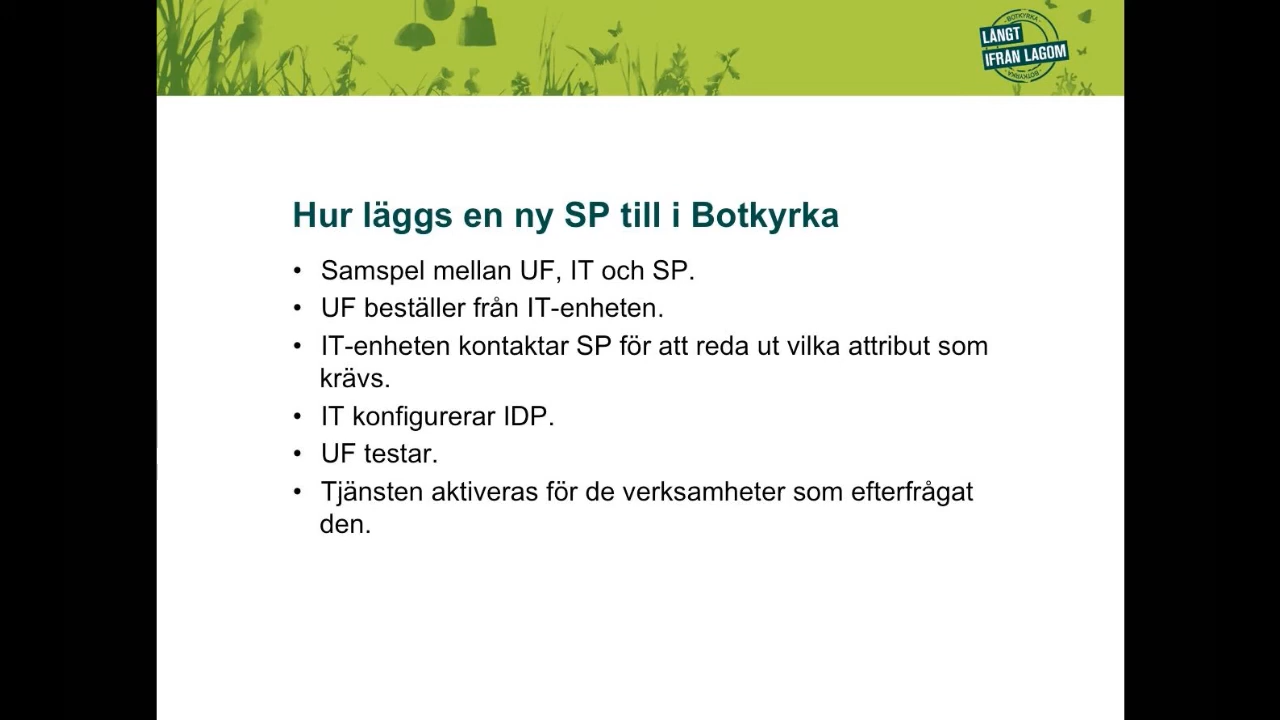 BOTKYRKA
LÅNGT
IFRÅN LAGOM
BOTKYRKA
Hur läggs en ny SP till i Botkyrka
• Samspel mellan UF, IT och SP.
• UF beställer från IT-enheten.
• IT-enheten kontaktar SP för att reda ut vilka attribut som
krävs.
• IT konfigurerar IDP.
• UF testar.
• Tjänsten aktiveras för de verksamheter som efterfrågat
den.